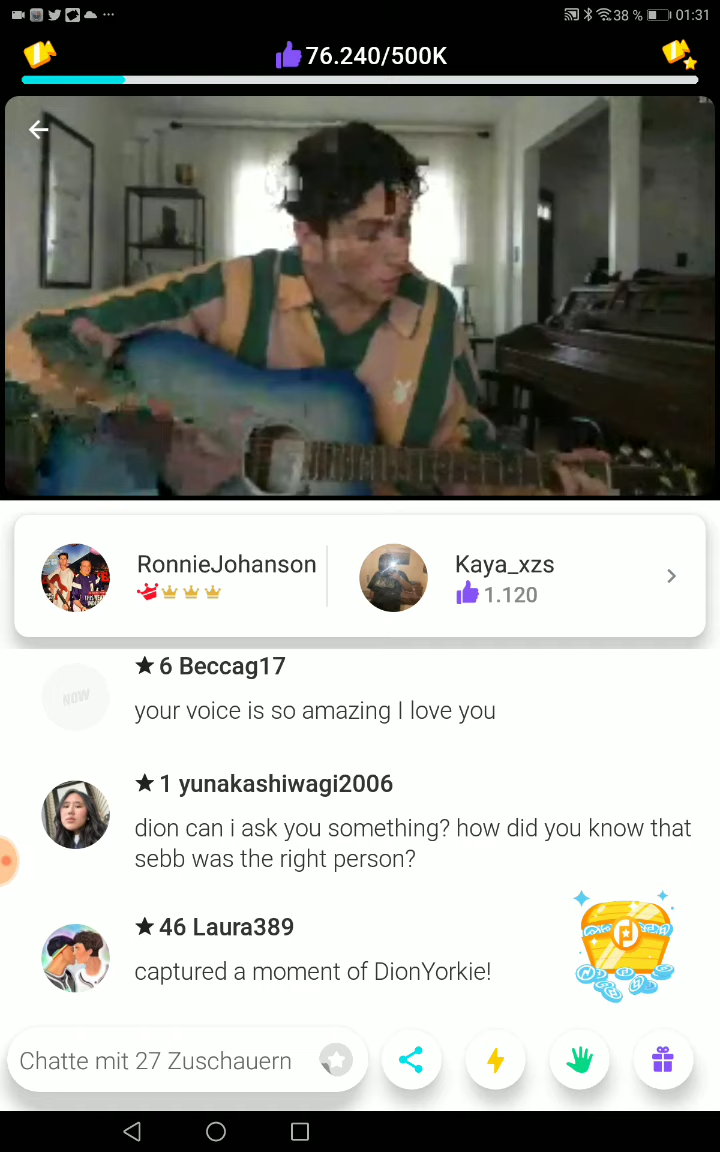 38 % 01:31
76.240/500K
RonnieJohanson
Kaya_xzs
1.120
NOW
6 Beccag17
your voice is so amazing I love you
1 yunakashiwagi2006
dion can i ask you something? how did you know that
sebb was the right person?
46 Laura389
captured a moment of DionYorkie!
Chatte mit 27 Zuschauern